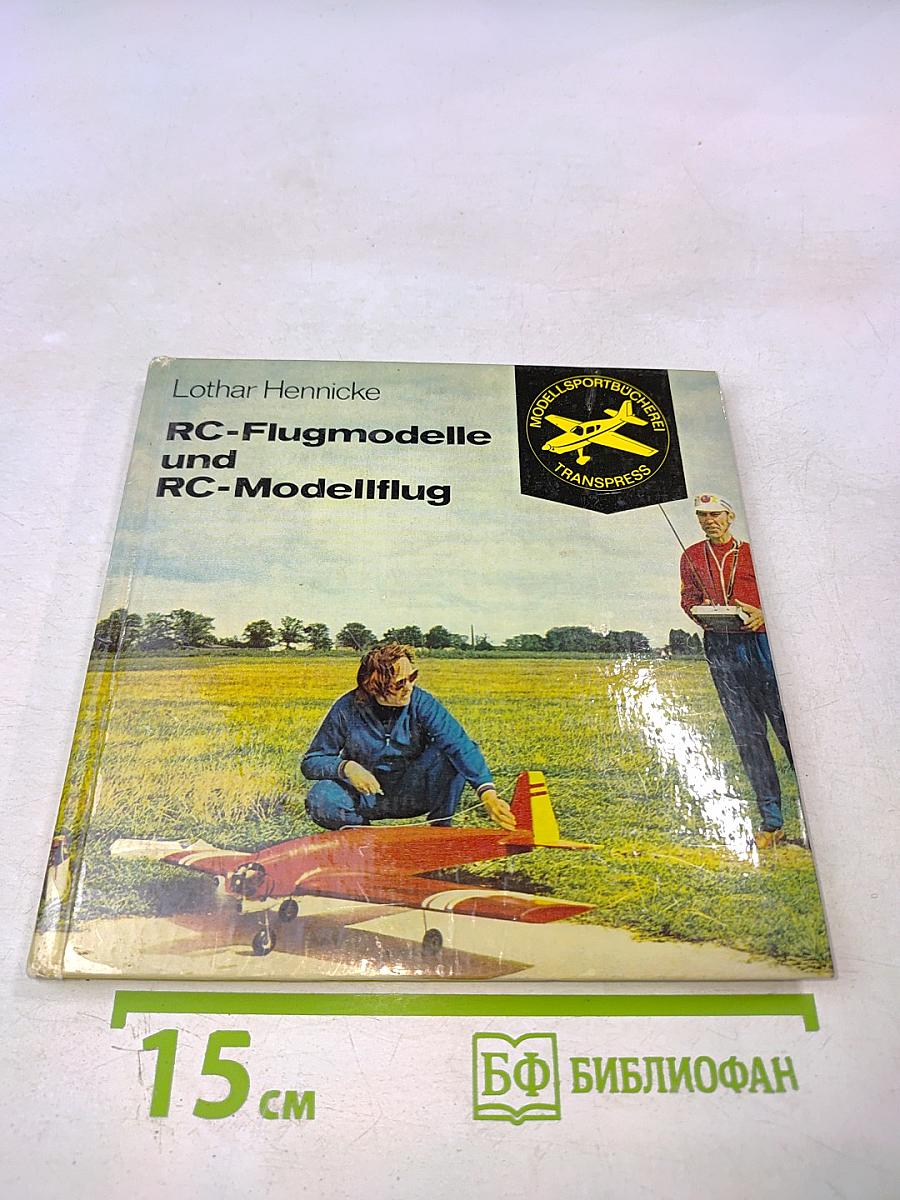 Lothar Hennicke
RC-Flugmodelle
und
RC-Modellflug
MODELLSPORTBÜCHEREI
TRANSPRESS
15 см
БФ БИБЛИОФАН